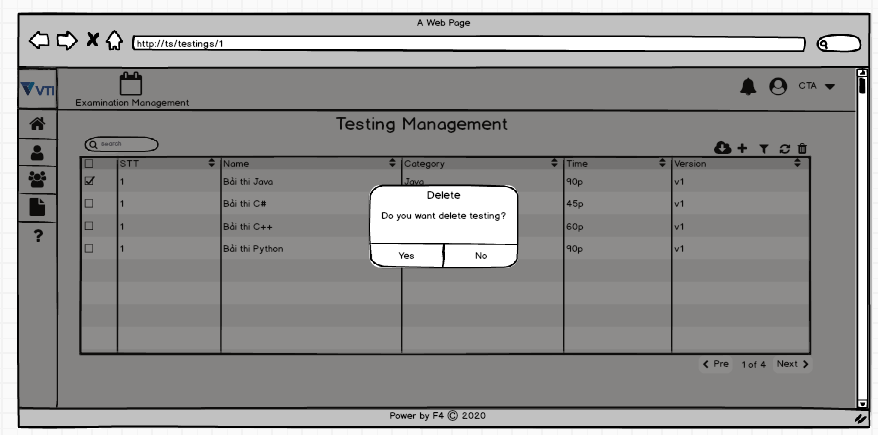 A Web Page
http://ts/testings/1
VTI
Examination Management
CTA
Testing Management
search
STT Name Category Time Version
1 Bài thi Java Java 90p v1
1 Bài thi C# 45p v1
1 Bài thi C++ 60p v1
1 Bài thi Python 90p v1
Delete
Do you want delete testing?
Yes No
Pre 1 of 4 Next
Power by F4 © 2020